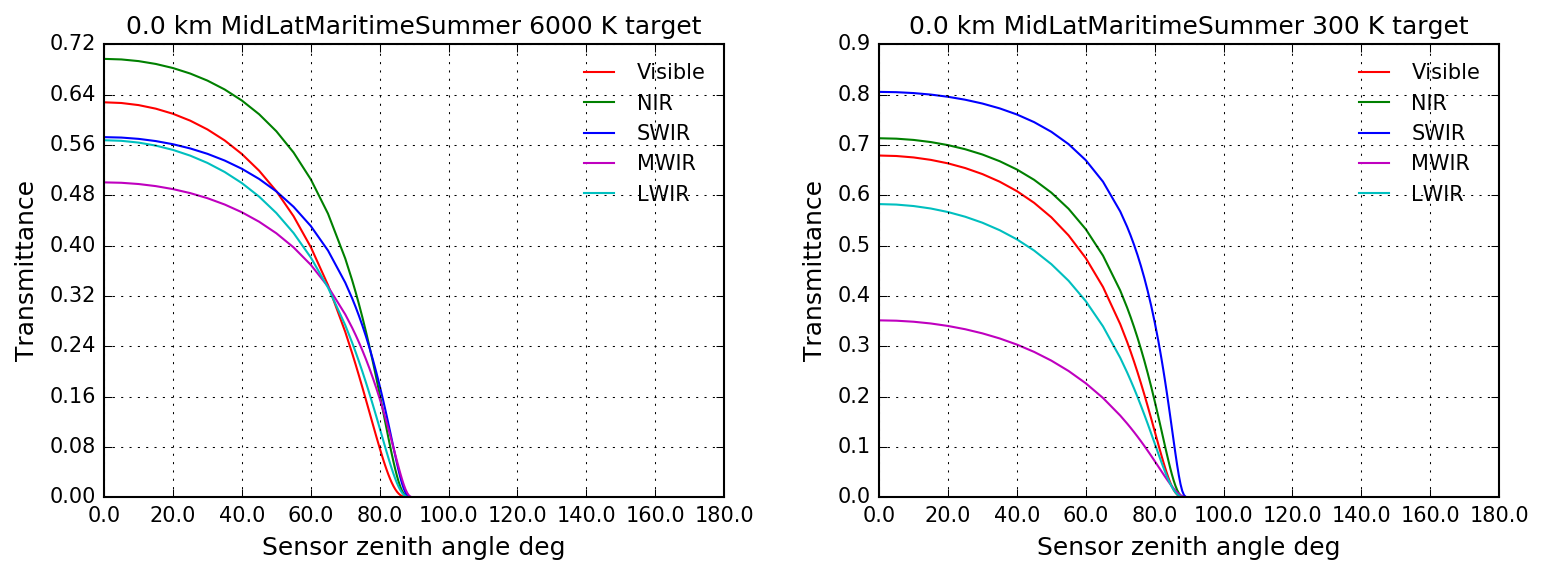 0.0 km MidLatMaritimeSummer 6000 K target
0.72
0.64
0.56
0.48
0.40
0.32
0.24
0.16
0.08
0.00
Transmittance
Visible
NIR
SWIR
MWIR
LWIR
0.0 20.0 40.0 60.0 80.0 100.0 120.0 140.0 160.0 180.0
Sensor zenith angle deg
0.0 km MidLatMaritimeSummer 300 K target
0.9
0.8
0.7
0.6
0.5
0.4
0.3
0.2
0.1
0.0
Transmittance
Visible
NIR
SWIR
MWIR
LWIR
0.0 20.0 40.0 60.0 80.0 100.0 120.0 140.0 160.0 180.0
Sensor zenith angle deg